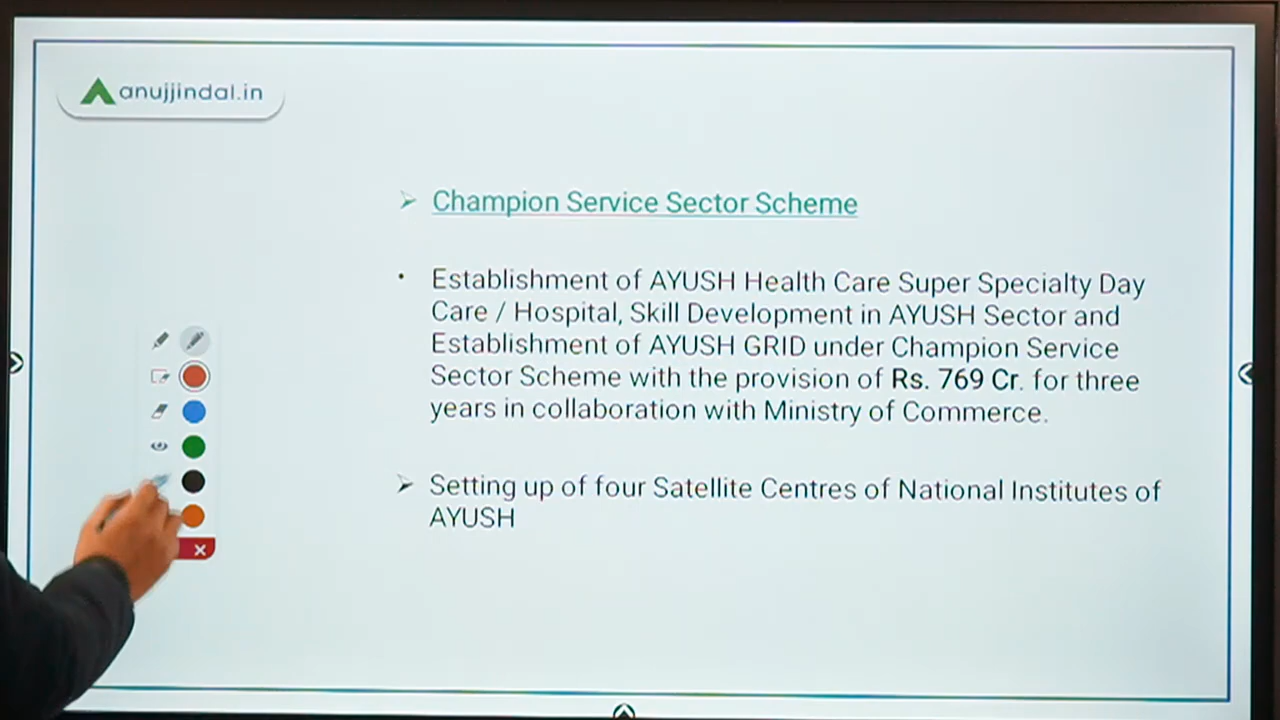 anujjindal.in
Champion Service Sector Scheme
Establishment of AYUSH Health Care Super Specialty Day
Care / Hospital, Skill Development in AYUSH Sector and
Establishment of AYUSH GRID under Champion Service
Sector Scheme with the provision of Rs. 769 Cr. for three
years in collaboration with Ministry of Commerce.
Setting up of four Satellite Centres of National Institutes of
AYUSH